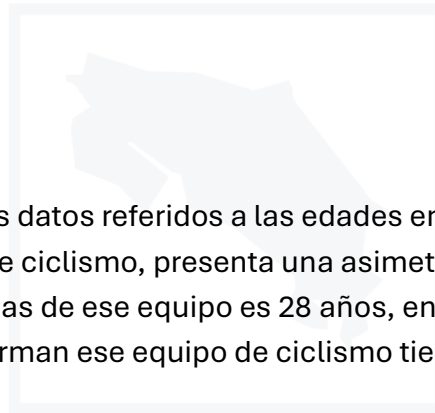 s datos referidos a las edades en
e ciclismo, presenta una asimet
as de ese equipo es 28 años, en
rman ese equipo de ciclismo tie